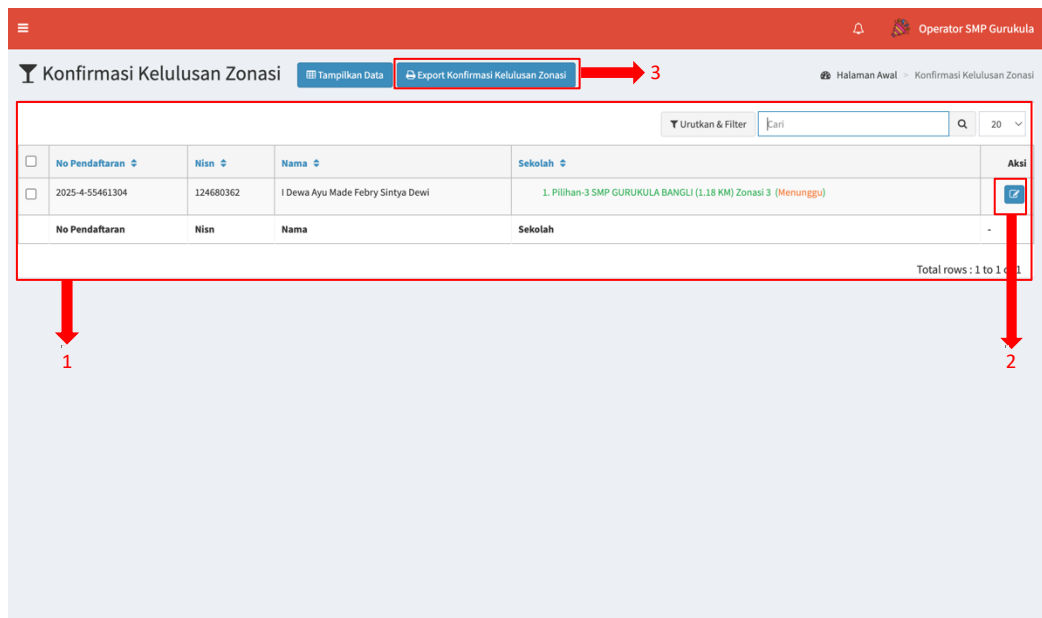 Operator SMP Gurukula
Konfirmasi Kelulusan Zonasi Tampilkan Data Export Konfirmasi Kelulusan Zonasi 3 Halaman Awal > Konfirmasi Kelulusan Zonasi
Urutkan & Filter Cari 20
No Pendaftaran Nisn Nama Sekolah Aksi
2025-4-55461304 124680362 I Dewa Ayu Made Febry Sintya Dewi 1. Pilihan-3 SMP GURUKULA BANGLI (1.18 KM) Zonasi 3 (Menunggu)
No Pendaftaran Nisn Nama Sekolah -
Total rows : 1 to 1 1
1 2